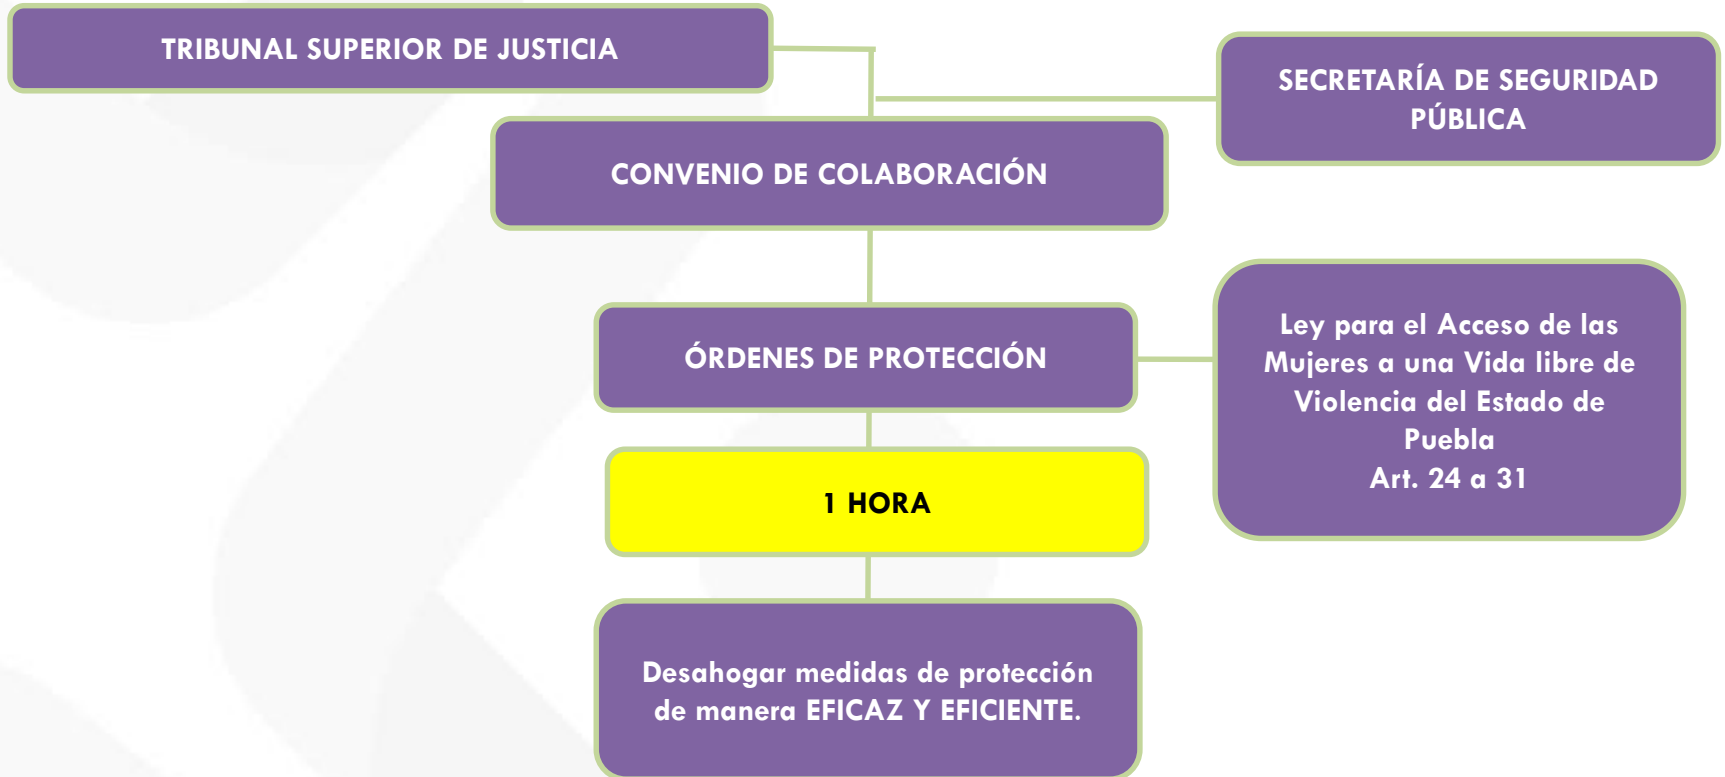 TRIBUNAL SUPERIOR DE JUSTICIA
SECRETARÍA DE SEGURIDAD
PÚBLICA
CONVENIO DE COLABORACIÓN
ÓRDENES DE PROTECCIÓN
Ley para el Acceso de las
Mujeres a una Vida libre de
Violencia del Estado de
Puebla
Art. 24 a 31
1 HORA
Desahogar medidas de protección
de manera EFICAZ Y EFICIENTE.